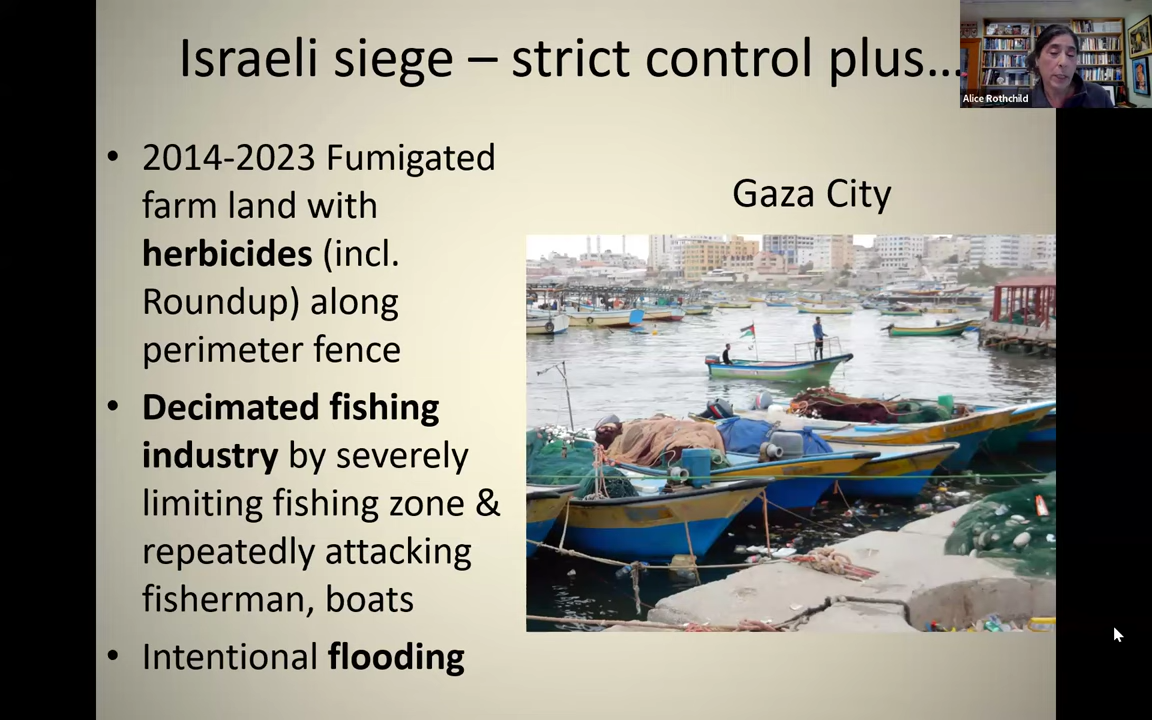 Israeli siege – strict control plus…
Alice Rothchild
• 2014-2023 Fumigated
farm land with
herbicides (incl.
Roundup) along
perimeter fence
• Decimated fishing
industry by severely
limiting fishing zone &
repeatedly attacking
fisherman, boats
• Intentional flooding
Gaza City